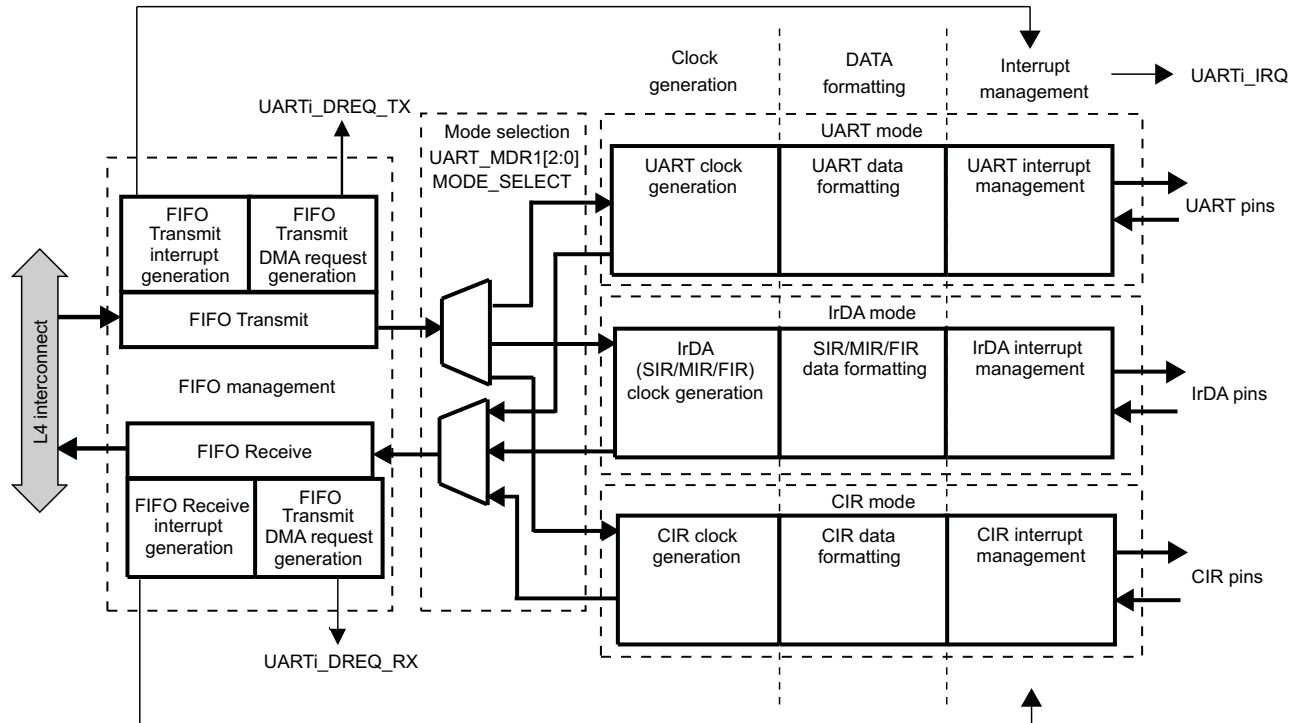 Clock
generation
DATA
formatting
Interrupt
management
UARTi_IRQ
UARTi_DREQ_TX
Mode selection
UART_MDR1[2:0]
MODE_SELECT
UART mode
UART clock
generation
UART data
formatting
UART interrupt
management
UART pins
FIFO
Transmit
interrupt
generation
FIFO
Transmit
DMA request
generation
FIFO Transmit
L4 interconnect
FIFO management
IrDA mode
IrDA
(SIR/MIR/FIR)
clock generation
SIR/MIR/FIR
data formatting
IrDA interrupt
management
IrDA pins
FIFO Receive
FIFO Receive
interrupt
generation
FIFO
Transmit
DMA request
generation
CIR mode
CIR clock
generation
CIR data
formatting
CIR interrupt
management
CIR pins
UARTi_DREQ_RX